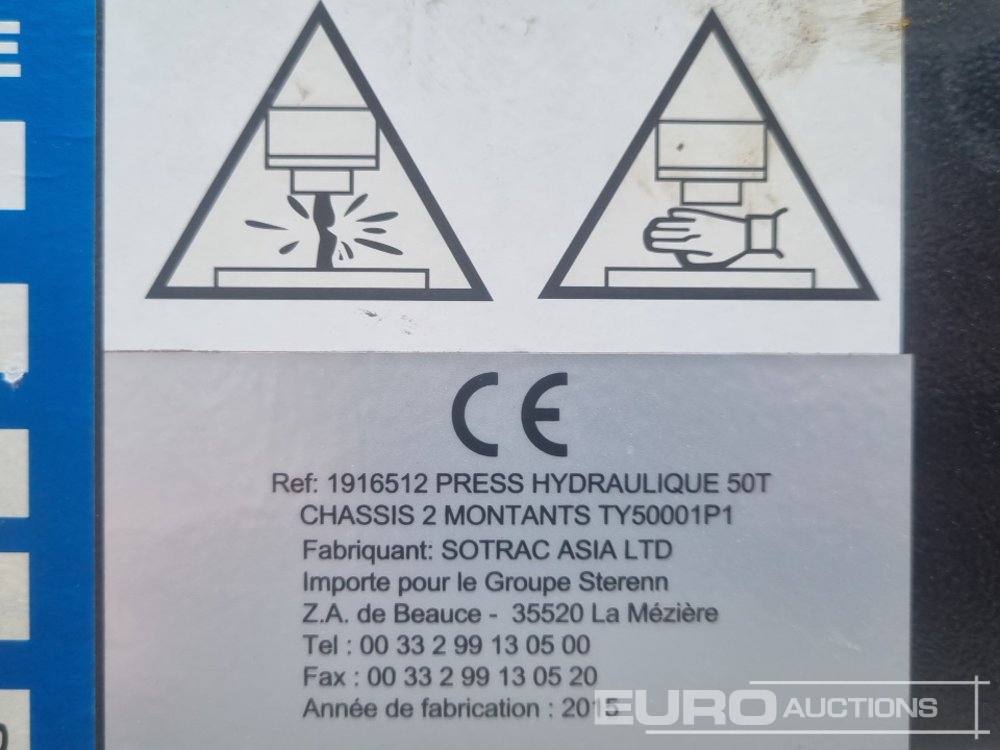 E
CE
Ref: 1916512 PRESS HYDRAULIQUE 50T
CHASSIS 2 MONTANTS TY50001P1
Fabriquant: SOTRAC ASIA LTD
Importe pour le Groupe Sterenn
Z.A. de Beauce - 35520 La Mézière
Tel : 00 33 2 99 13 05 00
Fax : 00 33 2 99 13 05 20
Année de fabrication : 2015
EURO AUCTIONS